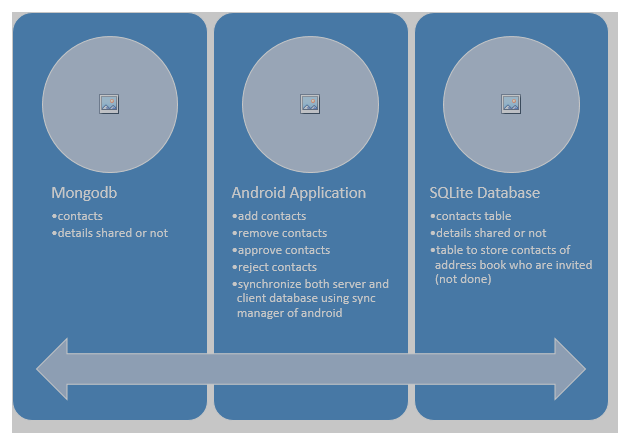 Mongodb
•contacts
•details shared or not
Android Application
•add contacts
•remove contacts
•approve contacts
•reject contacts
•synchronize both server and
client database using sync
manager of android
SQLite Database
•contacts table
•details shared or not
•table to store contacts of
address book who are invited
(not done)